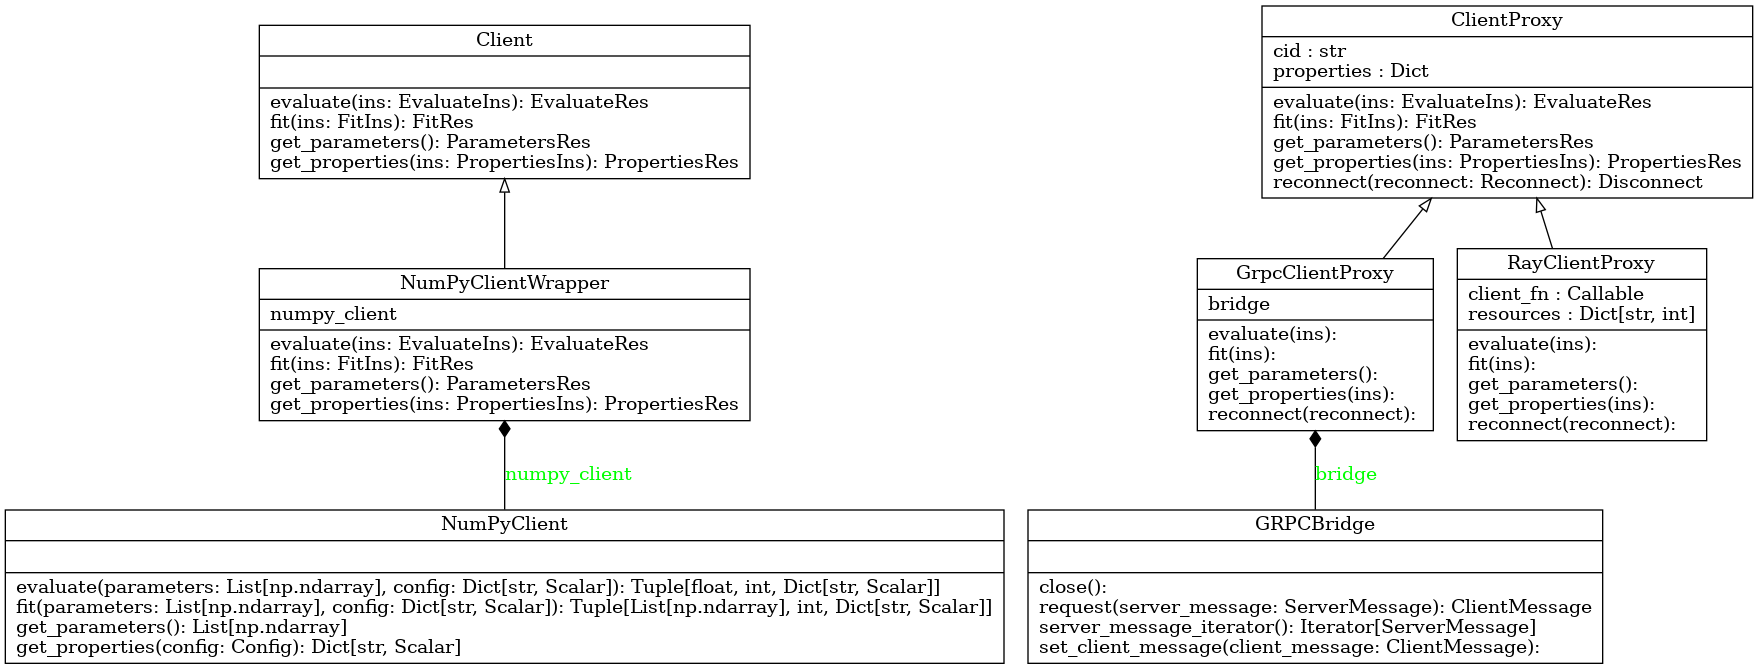 Client
evaluate(ins: EvaluateIns): EvaluateRes
fit(ins: FitIns): FitRes
get_parameters(): ParametersRes
get_properties(ins: PropertiesIns): PropertiesRes
ClientProxy
cid : str
properties : Dict
evaluate(ins: EvaluateIns): EvaluateRes
fit(ins: FitIns): FitRes
get_parameters(): ParametersRes
get_properties(ins: PropertiesIns): PropertiesRes
reconnect(reconnect: Reconnect): Disconnect
NumPyClientWrapper
numpy_client
evaluate(ins: EvaluateIns): EvaluateRes
fit(ins: FitIns): FitRes
get_parameters(): ParametersRes
get_properties(ins: PropertiesIns): PropertiesRes
GrpcClientProxy
bridge
evaluate(ins):
fit(ins):
get_parameters():
get_properties(ins):
reconnect(reconnect):
RayClientProxy
client_fn : Callable
resources : Dict[str, int]
evaluate(ins):
fit(ins):
get_parameters():
get_properties(ins):
reconnect(reconnect):
numpy_client
bridge
NumPyClient
evaluate(parameters: List[np.ndarray], config: Dict[str, Scalar]): Tuple[float, int, Dict[str, Scalar]]
fit(parameters: List[np.ndarray], config: Dict[str, Scalar]): Tuple[List[np.ndarray], int, Dict[str, Scalar]]
get_parameters(): List[np.ndarray]
get_properties(config: Config): Dict[str, Scalar]
GRPCBridge
close():
request(server_message: ServerMessage): ClientMessage
server_message_iterator(): Iterator[ServerMessage]
set_client_message(client_message: ClientMessage):